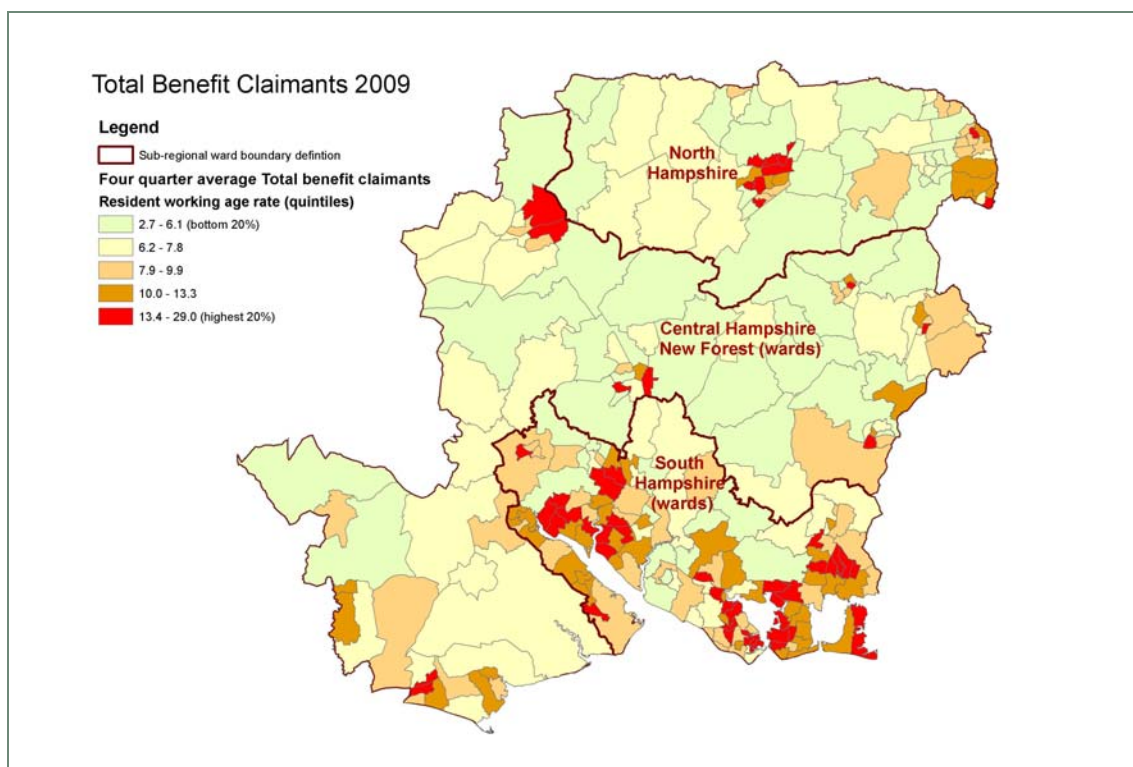 Total Benefit Claimants 2009
Legend
Sub-regional ward boundary defintion
Four quarter average Total benefit claimants
Resident working age rate (quintiles)
2.7 - 6.1 (bottom 20%)
6.2 - 7.8
7.9 - 9.9
10.0 - 13.3
13.4 - 29.0 (highest 20%)
North
Hampshire
Central Hampshire
New Forest (wards)
South
Hampshire
(wards)